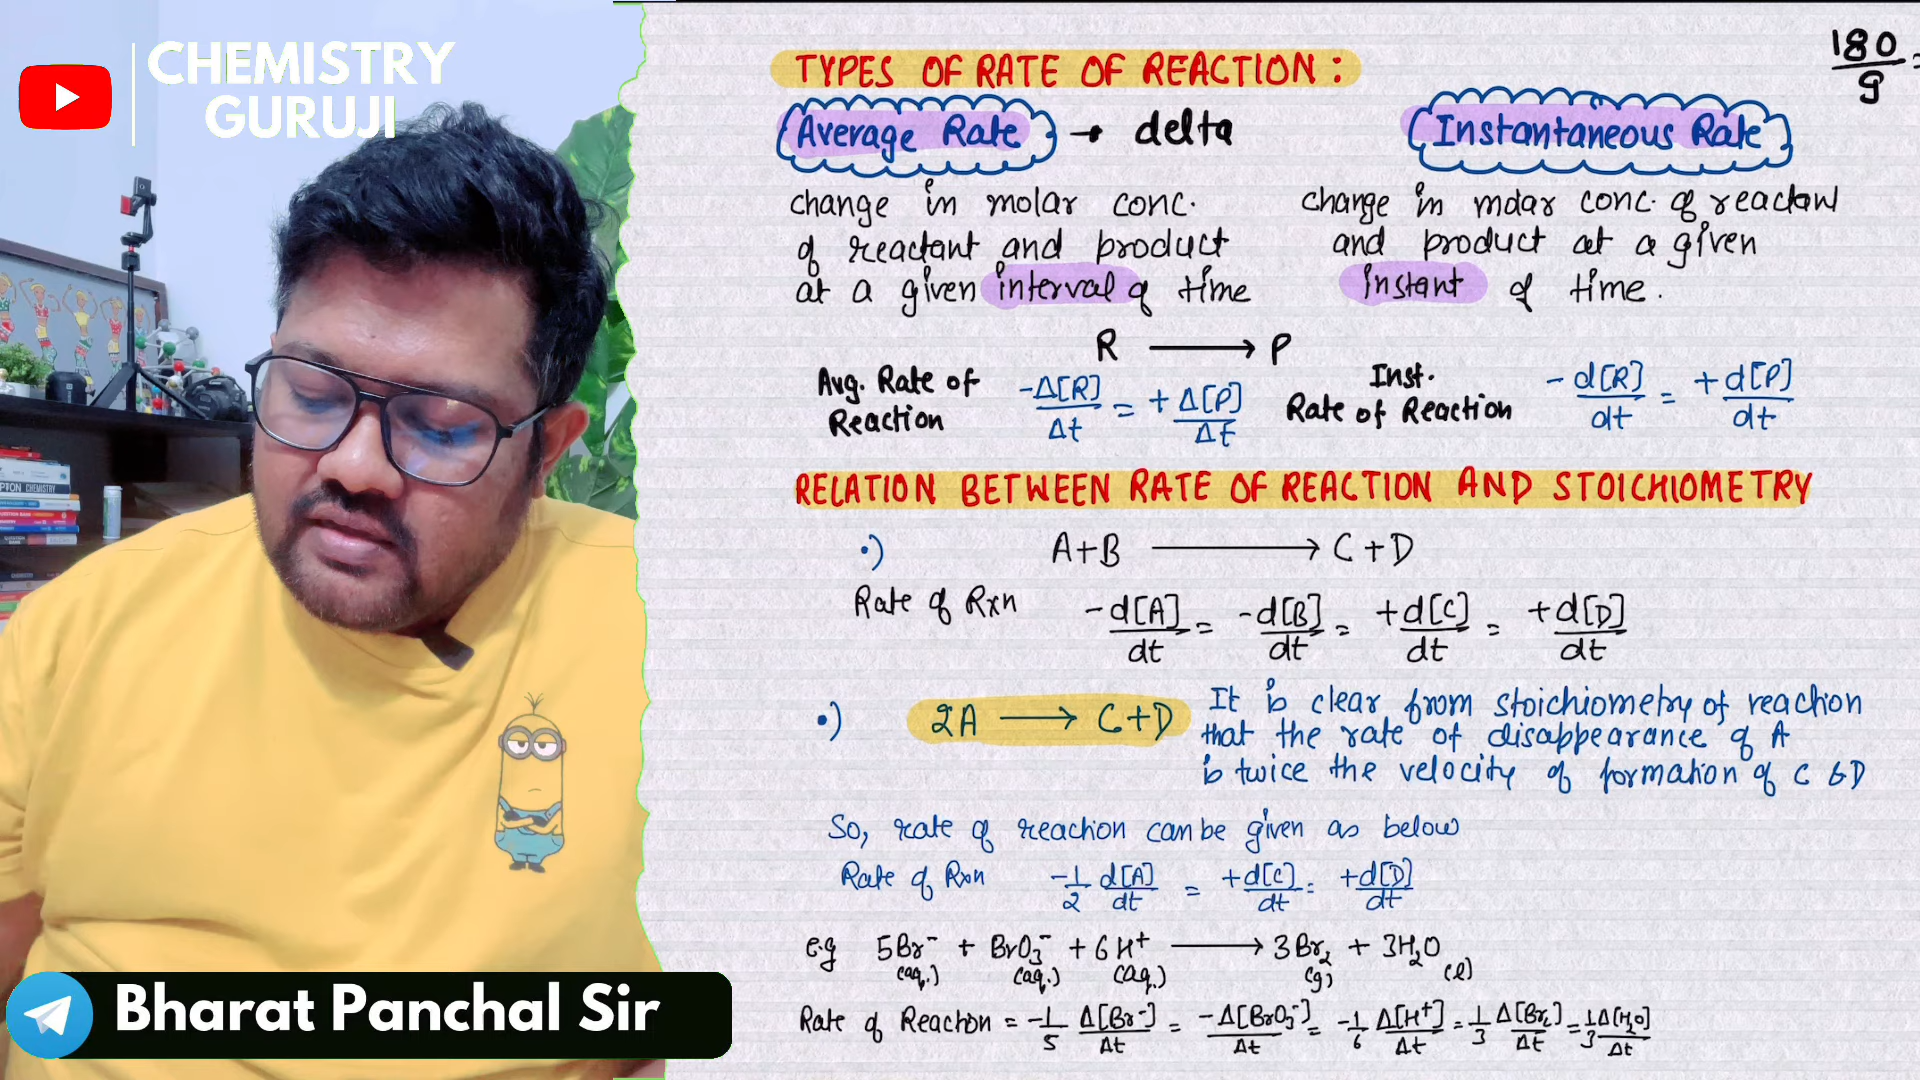 CHEMISTRY
GURUJI
TYPES OF RATE OF REACTION :
180
9
Average Rate → delta
Instantaneous Rate
change in molar conc.
of reactant and product
at a given interval of time
change in molar conc. of reactant
and product at a given
instant of time.
R ⟶ P
Avg. Rate of
Reaction
-Δ[R]/Δt = +Δ[P]/Δt
Inst.
Rate of Reaction
-d[R]/dt = +d[P]/dt
RELATION BETWEEN RATE OF REACTION AND STOICHIOMETRY
•) A+B ⟶ C+D
Rate of Rxn -d[A]/dt = -d[B]/dt = +d[C]/dt = +d[D]/dt
•) 2A ⟶ C+D
It is clear from stoichiometry of reaction
that the rate of disappearance of A
is twice the velocity of formation of C & D
So, rate of reaction can be given as below
Rate of Rxn -1/2 d[A]/dt = +d[C]/dt = +d[D]/dt
e.g 5Br⁻ + BrO₃⁻ + 6H⁺ ⟶ 3Br₂ + 3H₂O
(aq.) (aq.) (aq.) (g) (l)
Rate of Reaction = -1/5 Δ[Br⁻]/Δt = -Δ[BrO₃⁻]/Δt = -1/6 Δ[H⁺]/Δt = 1/3 Δ[Br₂]/Δt = 1/3 Δ[H₂O]/Δt
Bharat Panchal Sir